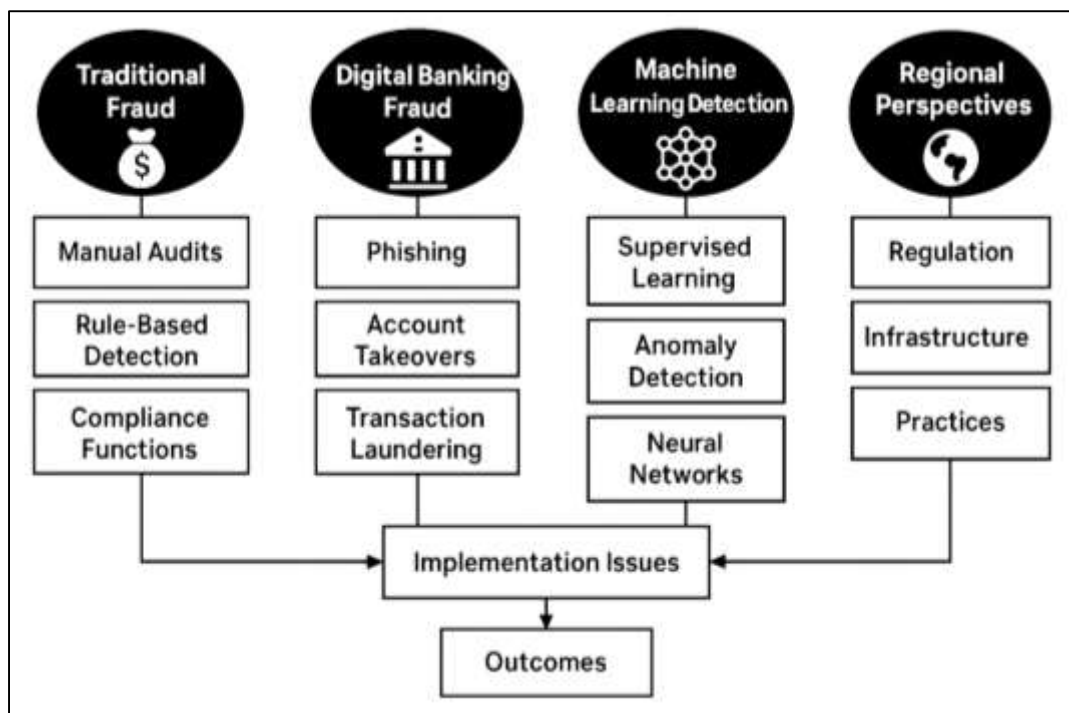 Traditional
Fraud
$
Manual Audits
Rule-Based
Detection
Compliance
Functions
Digital Banking
Fraud
Phishing
Account
Takeovers
Transaction
Laundering
Machine
Learning Detection
Supervised
Learning
Anomaly
Detection
Neural
Networks
Regional
Perspectives
Regulation
Infrastructure
Practices
Implementation Issues
Outcomes